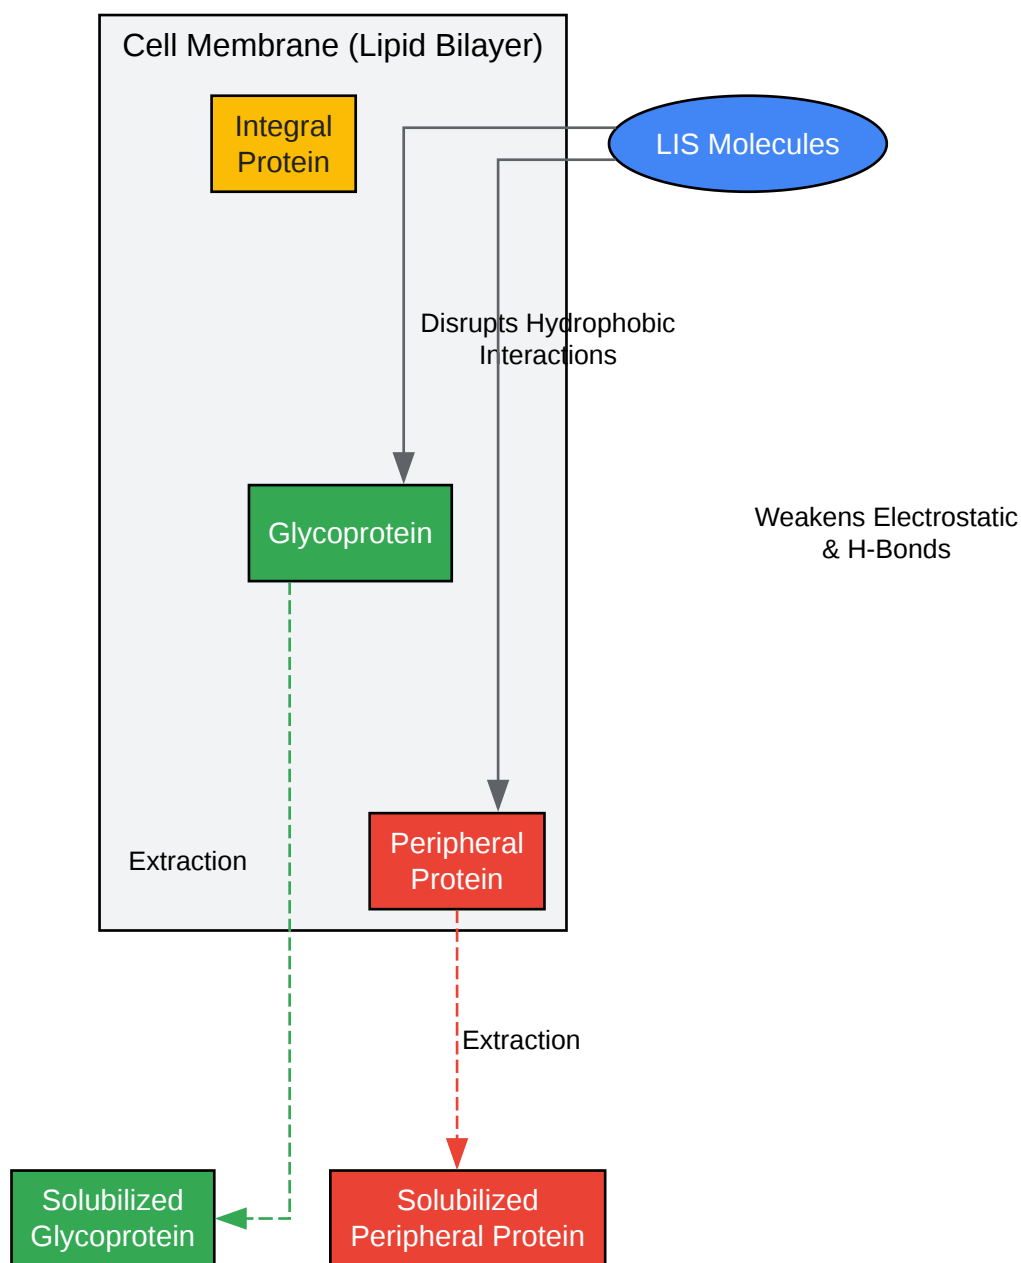 Cell Membrane (Lipid Bilayer)
Integral
Protein
LIS Molecules
Disrupts Hydrophobic
Interactions
Glycoprotein
Weakens Electrostatic
& H-Bonds
Peripheral
Protein
Extraction
Extraction
Solubilized
Glycoprotein
Solubilized
Peripheral Protein